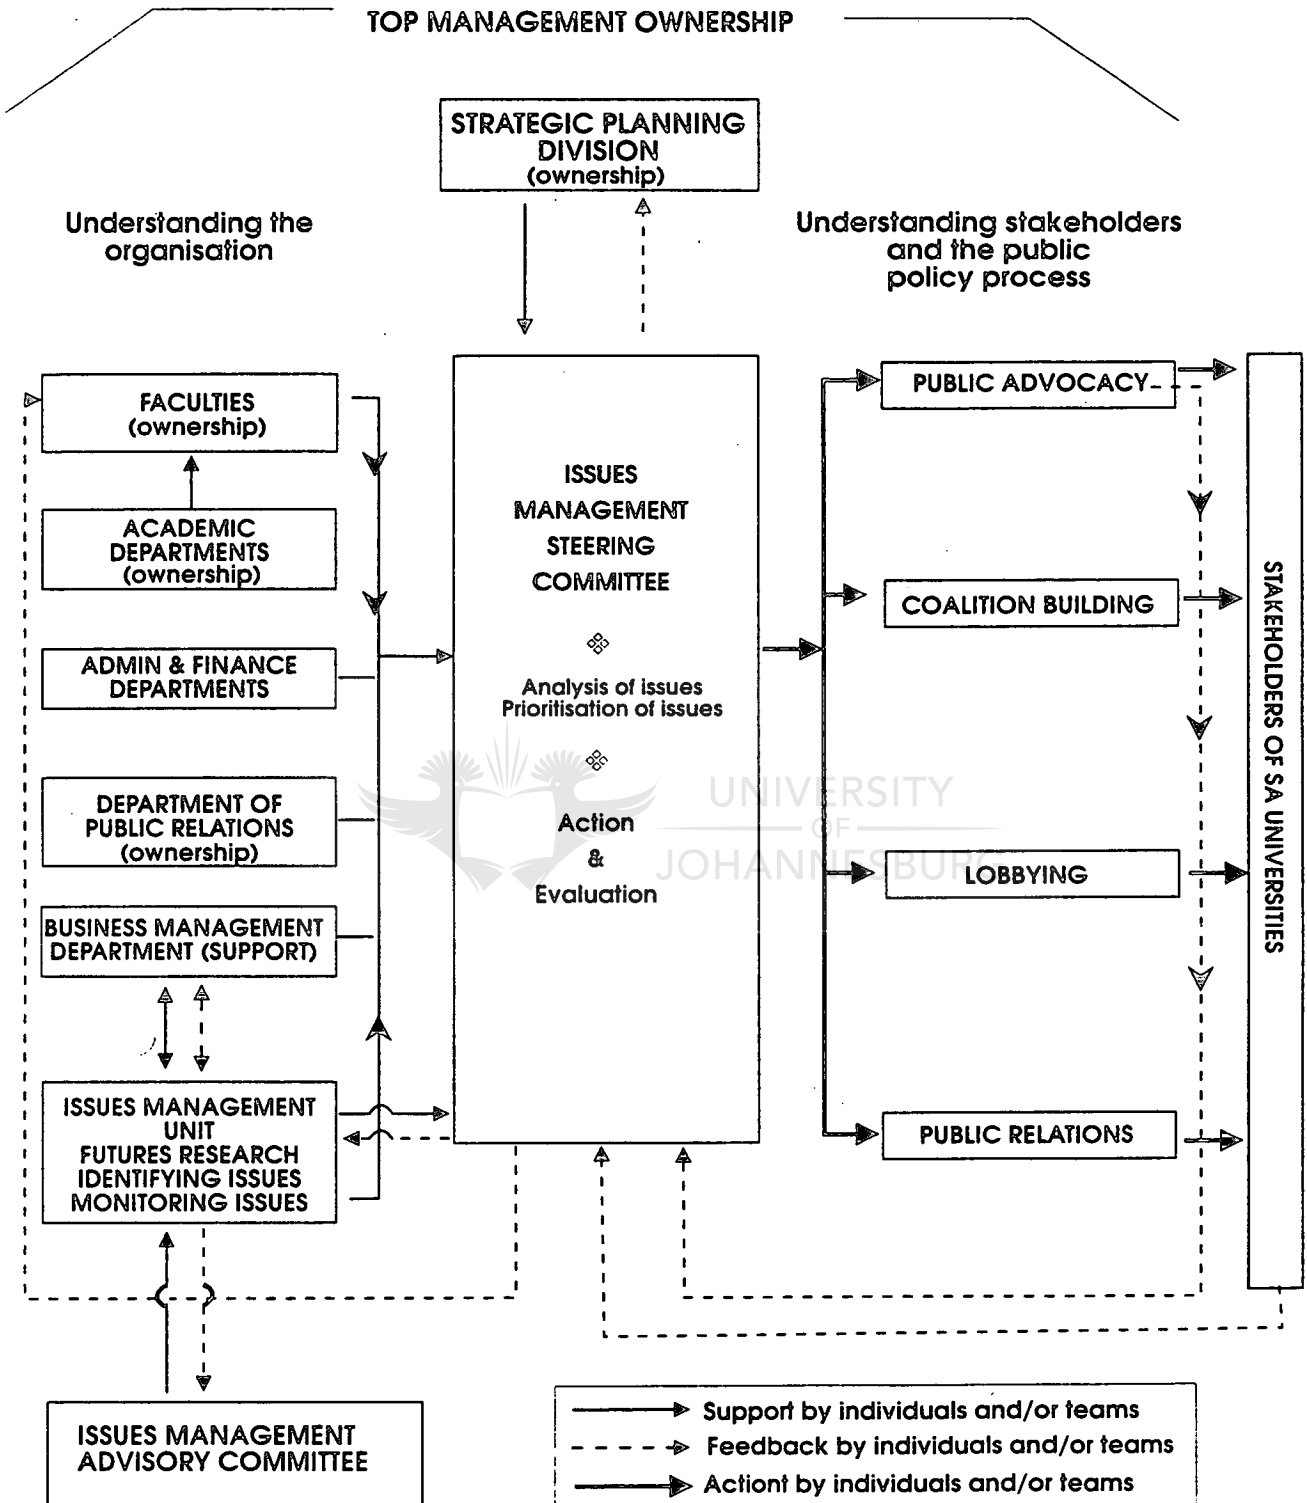 TOP MANAGEMENT OWNERSHIP
STRATEGIC PLANNING
DIVISION
(ownership)
Understanding the
organisation
Understanding stakeholders
and the public
policy process
FACULTIES
(ownership)
ACADEMIC
DEPARTMENTS
(ownership)
ADMIN & FINANCE
DEPARTMENTS
DEPARTMENT OF
PUBLIC RELATIONS
(ownership)
BUSINESS MANAGEMENT
DEPARTMENT (SUPPORT)
ISSUES MANAGEMENT
UNIT
FUTURES RESEARCH
IDENTIFYING ISSUES
MONITORING ISSUES
ISSUES MANAGEMENT
ADVISORY COMMITTEE
ISSUES
MANAGEMENT
STEERING
COMMITTEE
Analysis of issues
Prioritisation of issues
Action
&
Evaluation
UNIVERSITY
OF
JOHANNESBURG
PUBLIC ADVOCACY
COALITION BUILDING
LOBBYING
PUBLIC RELATIONS
STAKEHOLDERS OF SA UNIVERSITIES
Support by individuals and/or teams
Feedback by individuals and/or teams
Actiont by individuals and/or teams